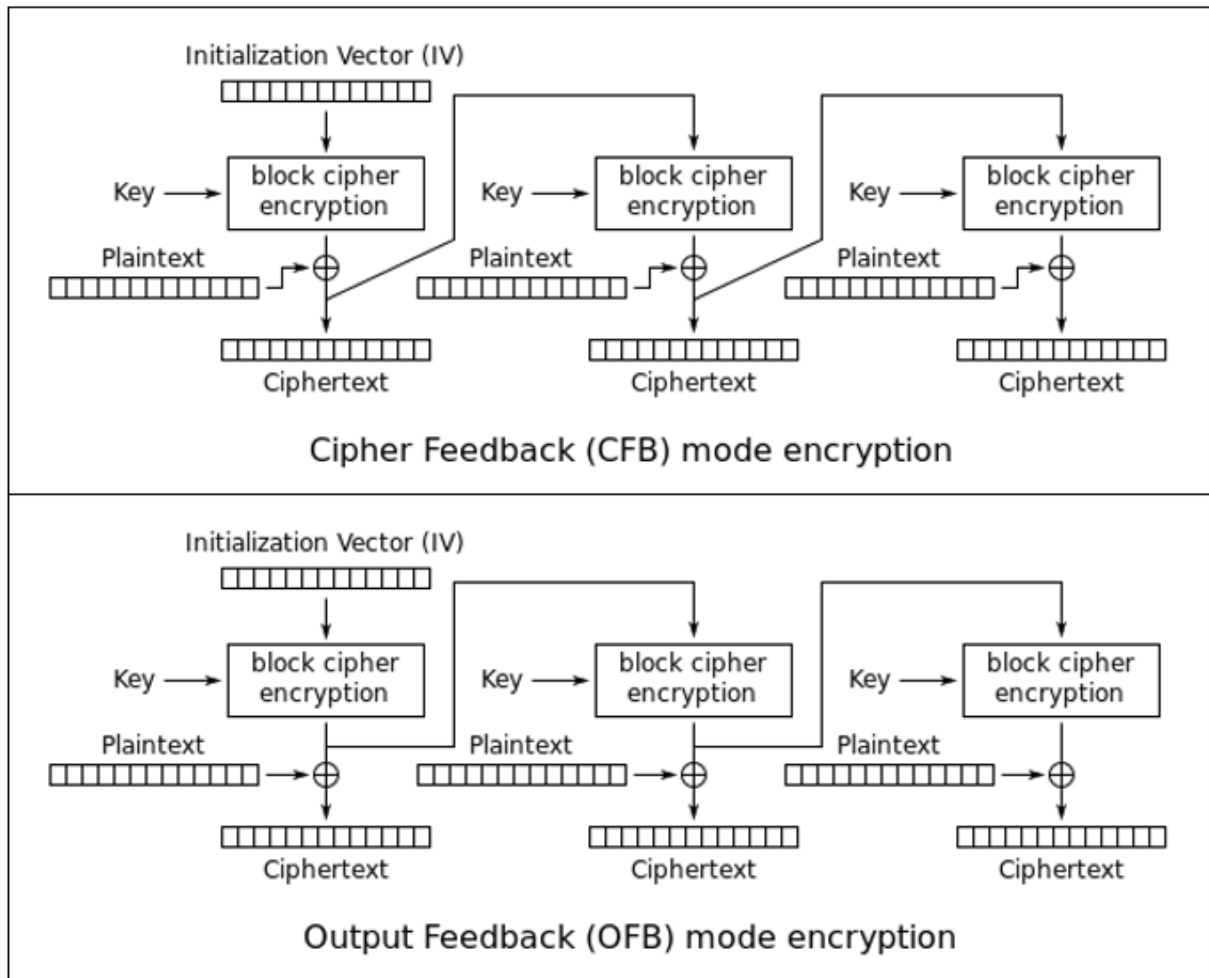 Initialization Vector (IV)
Key
block cipher
encryption
Key
block cipher
encryption
Key
block cipher
encryption
Plaintext
Plaintext
Plaintext
Ciphertext
Ciphertext
Ciphertext
Cipher Feedback (CFB) mode encryption
Initialization Vector (IV)
Key
block cipher
encryption
Key
block cipher
encryption
Key
block cipher
encryption
Plaintext
Plaintext
Plaintext
Ciphertext
Ciphertext
Ciphertext
Output Feedback (OFB) mode encryption